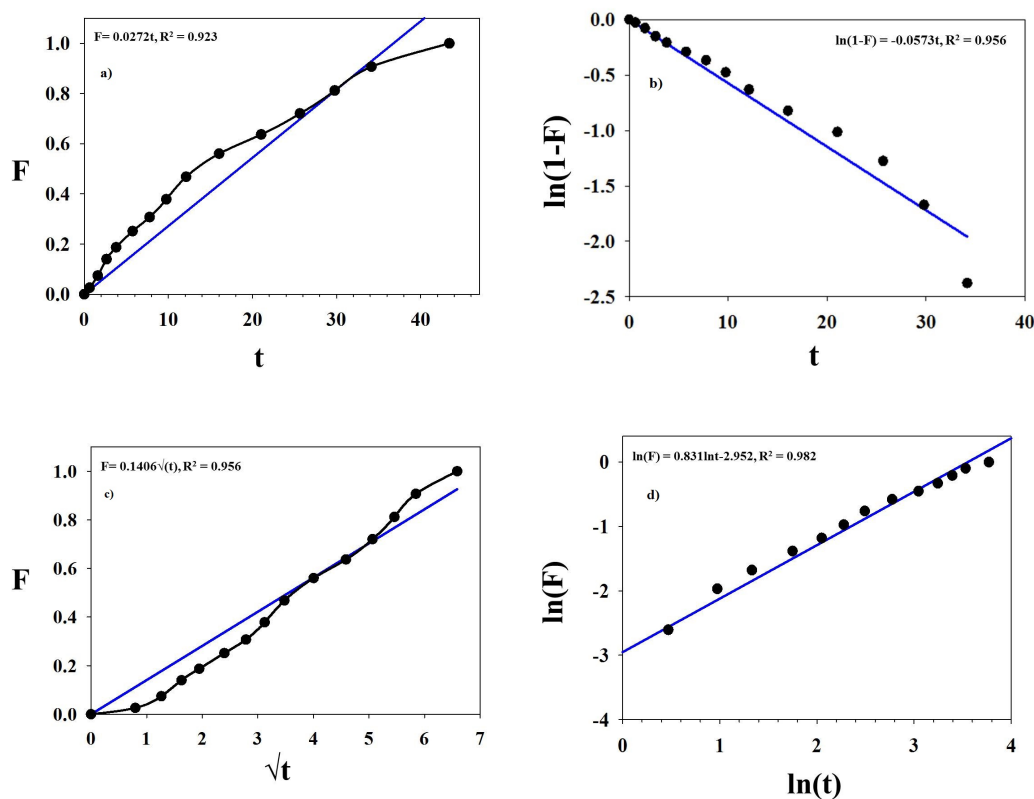 F= 0.0272t, R² = 0.923
a)
1.0
0.8
0.6
0.4
0.2
0.0
F
0 10 20 30 40
t
ln(1-F) = -0.0573t, R² = 0.956
b)
0.0
-0.5
-1.0
-1.5
-2.0
-2.5
ln(1-F)
0 10 20 30 40
t
F= 0.1406√(t), R² = 0.956
c)
1.0
0.8
0.6
0.4
0.2
0.0
F
0 1 2 3 4 5 6 7
√t
ln(F) = 0.831lnt-2.952, R² = 0.982
d)
0
-1
-2
-3
-4
ln(F)
0 1 2 3 4
ln(t)